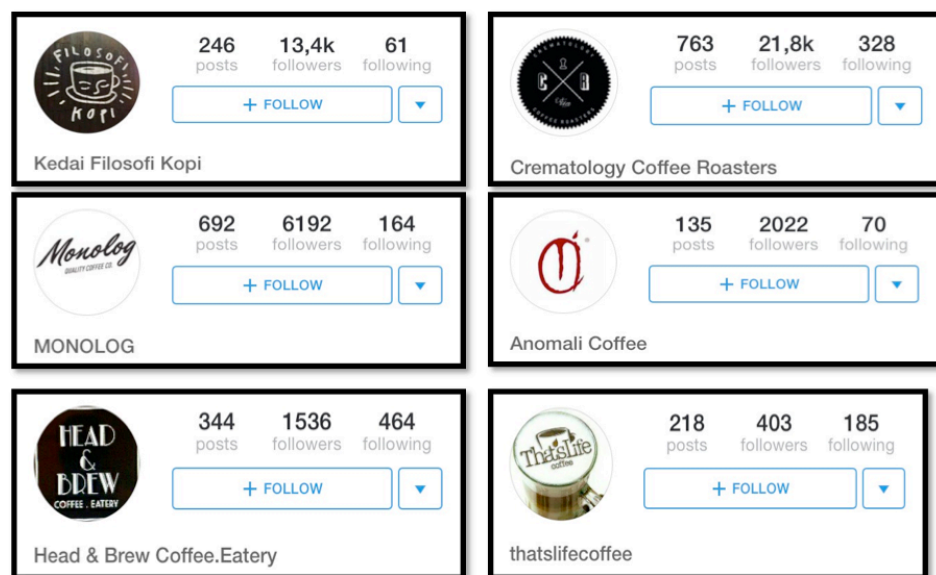 FILOSOFI
KOPI
246 13,4k 61
posts followers following
+ FOLLOW
Kedai Filosofi Kopi
CREMATOLOGY
C R
COFFEE ROASTERS
763 21,8k 328
posts followers following
+ FOLLOW
Crematology Coffee Roasters
Monolog
QUALITY COFFEE CO.
692 6192 164
posts followers following
+ FOLLOW
MONOLOG
135 2022 70
posts followers following
+ FOLLOW
Anomali Coffee
HEAD
&
BREW
COFFEE . EATERY
344 1536 464
posts followers following
+ FOLLOW
Head & Brew Coffee.Eatery
That'sLife
coffee
218 403 185
posts followers following
+ FOLLOW
thatslifecoffee